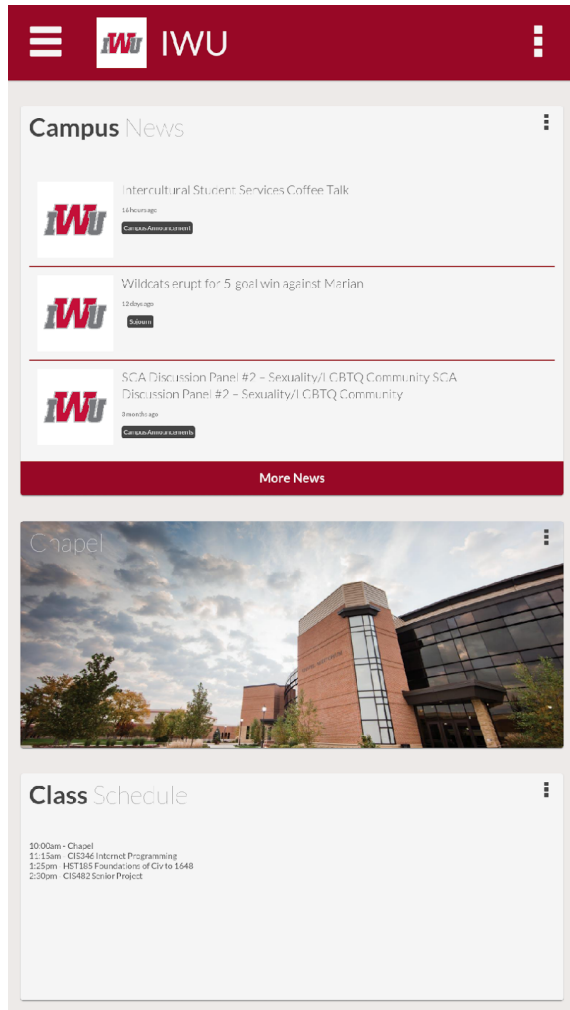 IWU IWU
Campus News
IWU
Intercultural Student Services Coffee Talk
16 hours ago
Campus Announcement
IWU
Wildcats erupt for 5-goal win against Marian
12 days ago
Sojourn
IWU
SCA Discussion Panel #2 – Sexuality/LGBTQ Community SCA
Discussion Panel #2 – Sexuality/LGBTQ Community
3 months ago
Campus Announcements
More News
Chapel
Class Schedule
10:00am - Chapel
11:15am - CIS346 Internet Programming
1:25pm - HST185 Foundations of Civ to 1648
2:30pm - CIS482 Senior Project